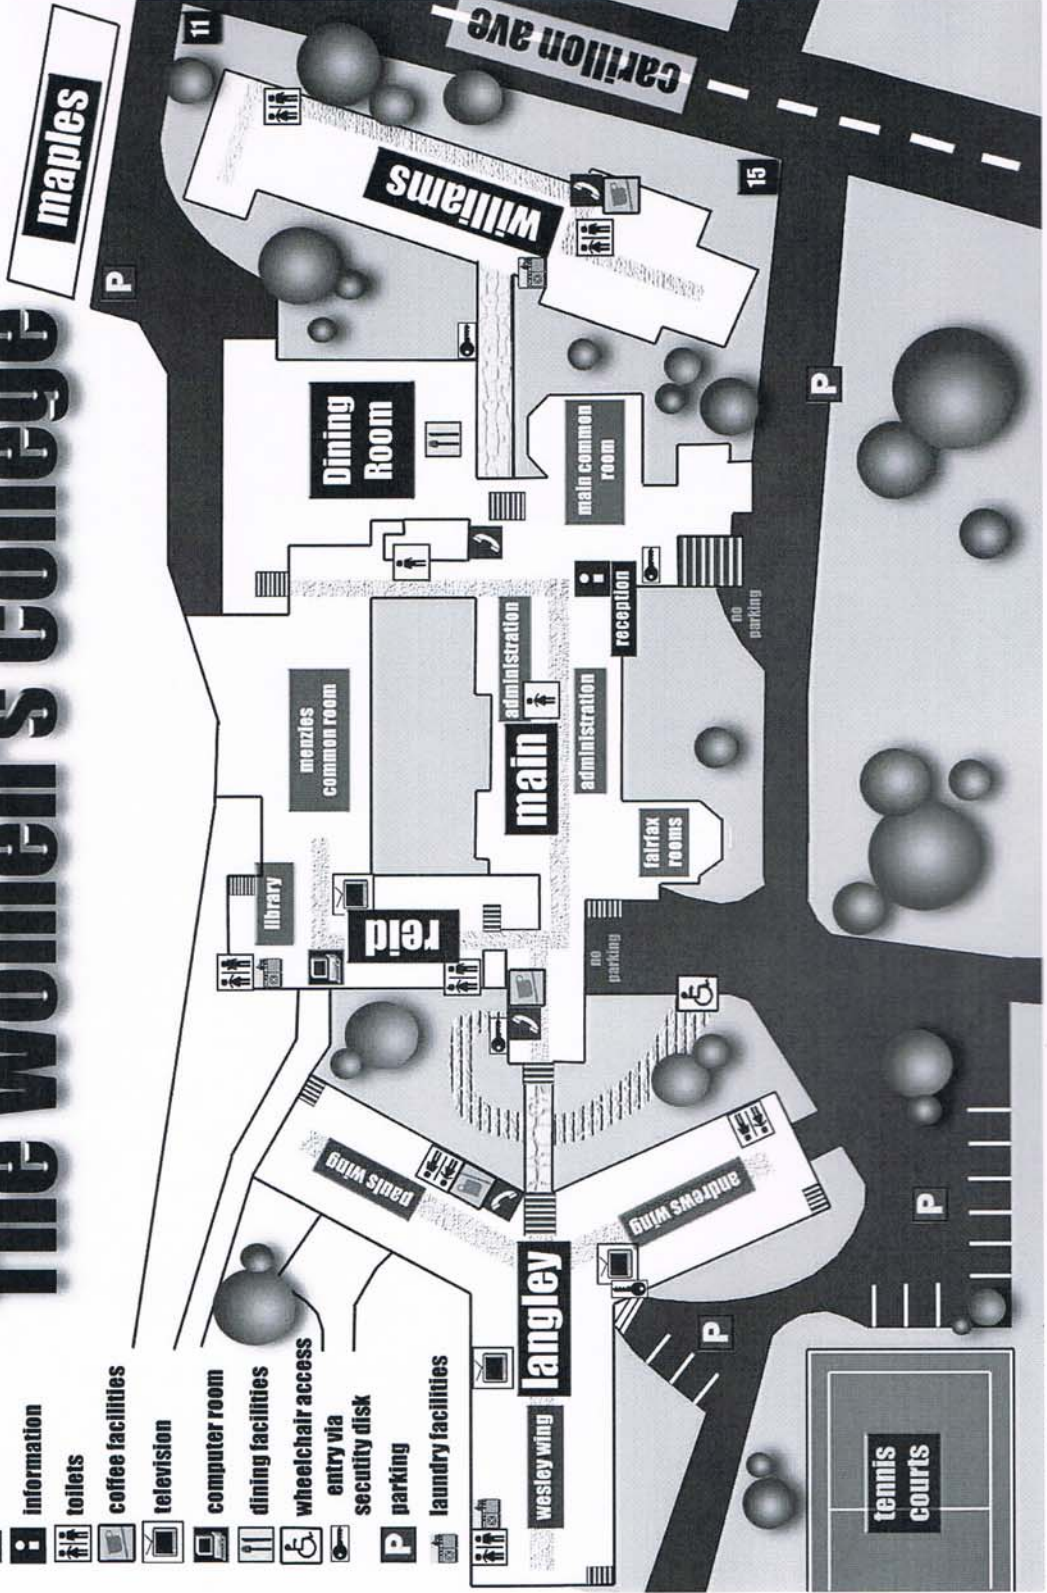 the women's college
information
toilets
coffee facilities
television
computer room
dining facilities
wheelchair access
entry via
secutity disk
P parking
laundry facilities
maples
P
11
carillon ave
williams
15
Dining
Room
main common
room
P
menzies
common room
administration
main
administration
reception
no
parking
library
reid
fairfax
rooms
no
parking
pauls wing
andrews wing
langley
wesley wing
P
P
tennis
courts